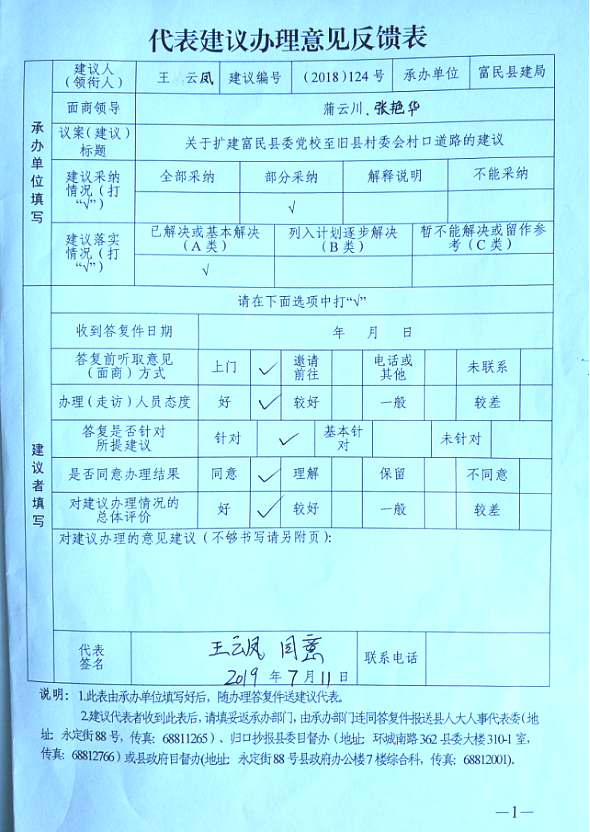 代表建议办理意见反馈表
建议人 王 云凤 建议编号 (2018)124号 承办单位 富民县建局
(领衔人)
面商领导 蒲云川、张艳华
承办单位填写
议案(建议) 关于扩建富民县委党校至旧县村委会村口道路的建议
标题
建议采纳 全部采纳 部分采纳 解释说明 不能采纳
情况(打 √
“√”)
建议落实 已解决或基本解决 列入计划逐步解决 暂不能解决或留作参
情况(打 (A类) (B类) 考(C类)
“√”) √
请在下面选项中打“√”
收到答复件日期 年 月 日
答复前听取意见 上门 √ 邀请 电话或 未联系
(面商)方式 前往 其他
办理(走访)人员态度 好 √ 较好 一般 较差
建议者填写
答复是否针对 针对 √ 基本针 未针对
所提建议 对
是否同意办理结果 同意 √ 理解 保留 不同意
对建议办理情况的 好 √ 较好 一般 较差
总体评价
对建议办理的意见建议(不够书写请另附页):
代表 王云凤 同意 联系电话
签名 2019年7月11日
说明: 1.此表由承办单位填写好后，随办理答复件送建议代表。
2.建议代表者收到此表后，请填妥返承办部门，由承办部门连同答复件报送县人大人事代表委(地
址: 永定街88号，传真: 68811265)、归口抄报县委目督办(地址: 环城南路362县委大楼310-1室，
传真: 68812766)或县政府目督办(地址: 永定街88号县政府办公楼7楼综合科，传真: 68812001)。
—1—